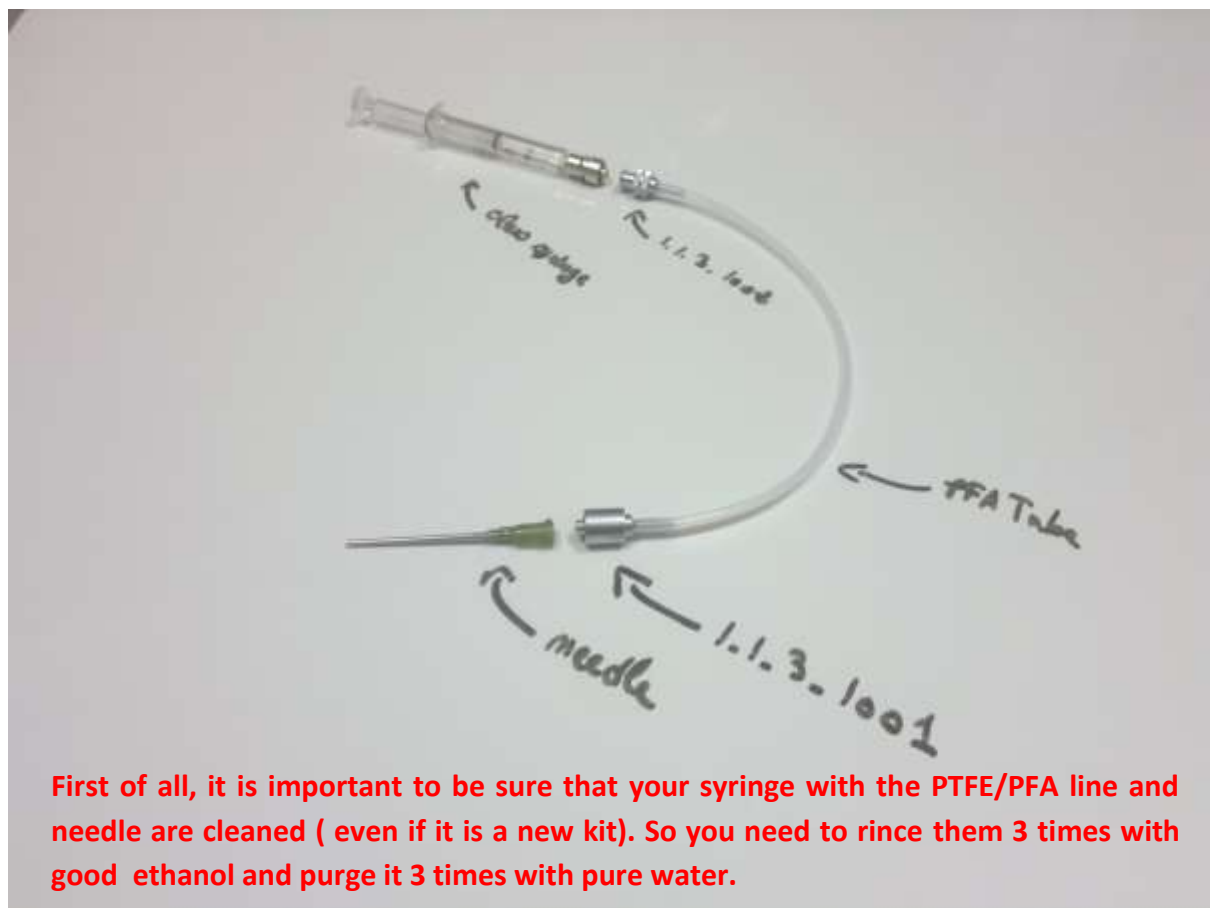 glass syringe
1.1.3.1002
PFA Tube
needle
1.1.3.1001
First of all, it is important to be sure that your syringe with the PTFE/PFA line and
needle are cleaned ( even if it is a new kit). So you need to rince them 3 times with
good ethanol and purge it 3 times with pure water.